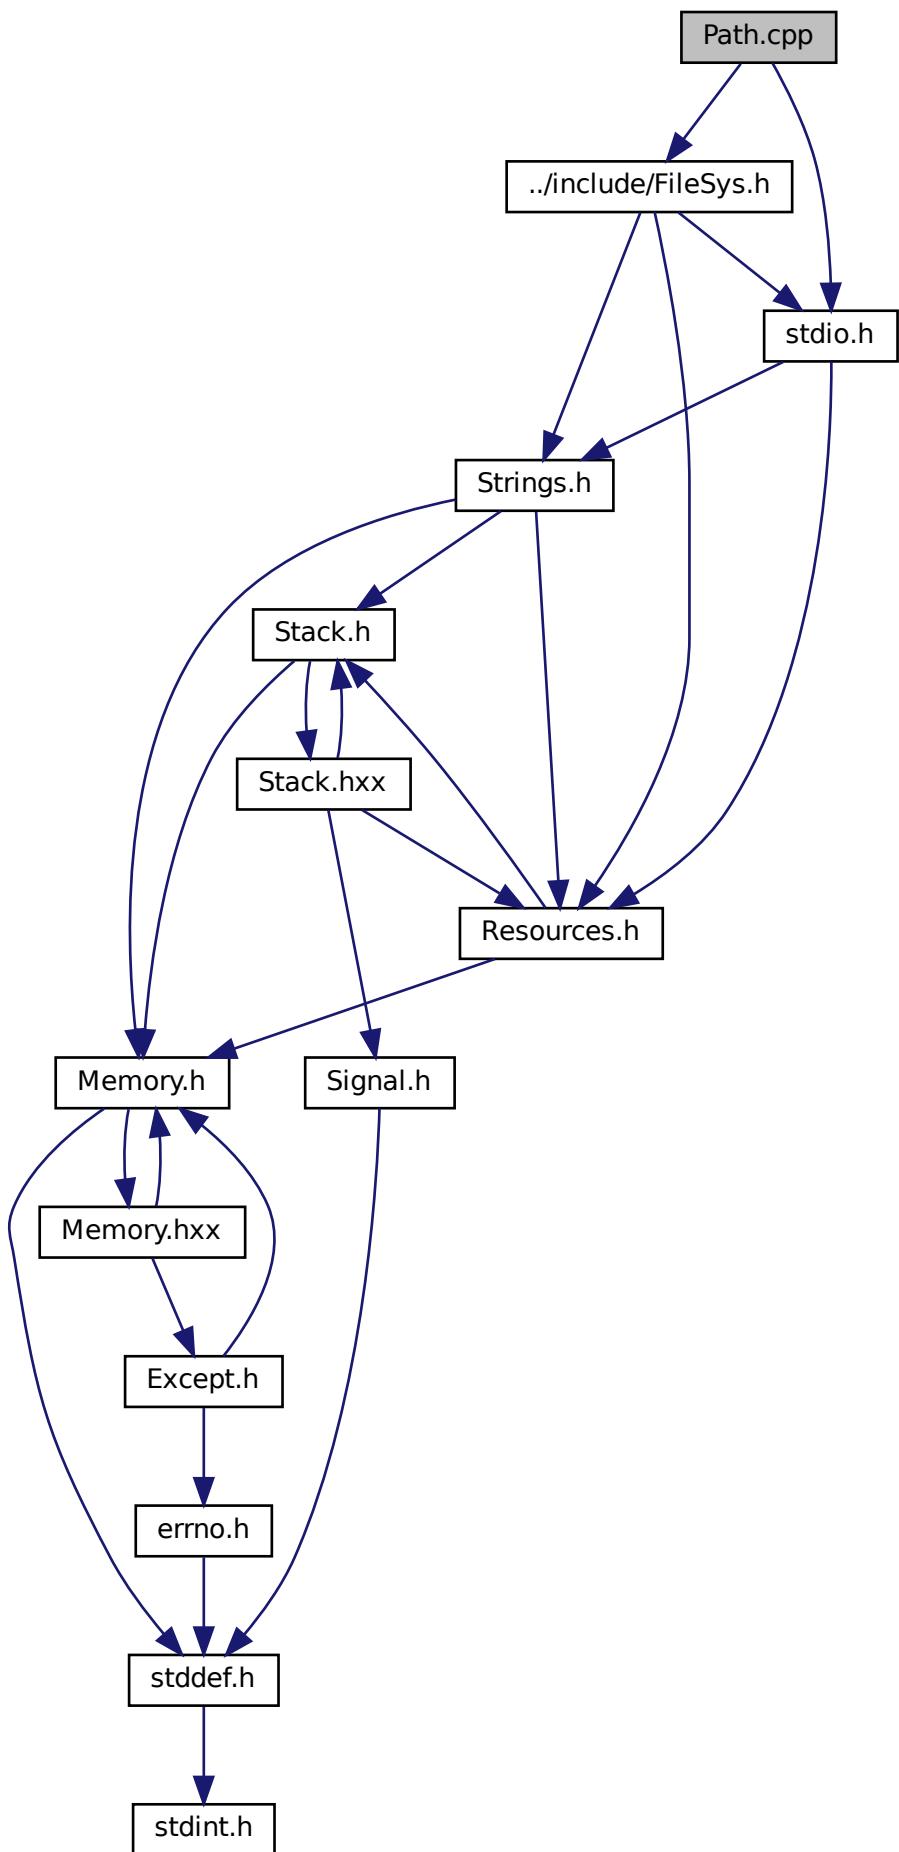 Path.cpp
../include/FileSys.h
stdio.h
Strings.h
Stack.h
Stack.hxx
Resources.h
Memory.h
Signal.h
Memory.hxx
Except.h
errno.h
stddef.h
stdint.h